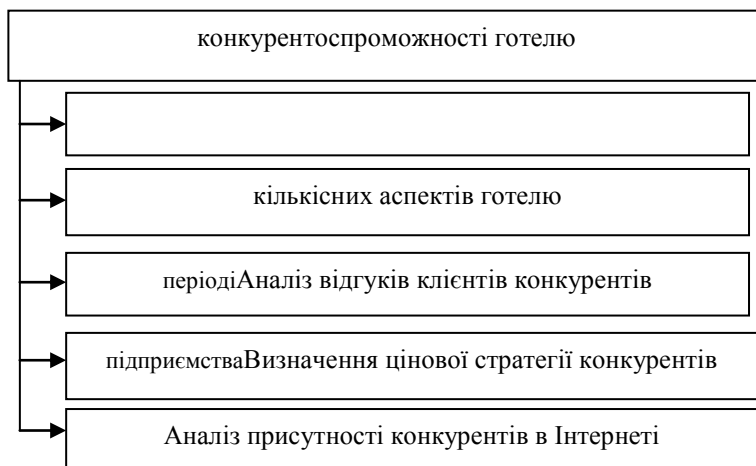 конкурентоспроможності готелю
кількісних аспектів готелю
періодіАналіз відгуків клієнтів конкурентів
підприємстваВизначення цінової стратегії конкурентів
Аналіз присутності конкурентів в Інтернеті